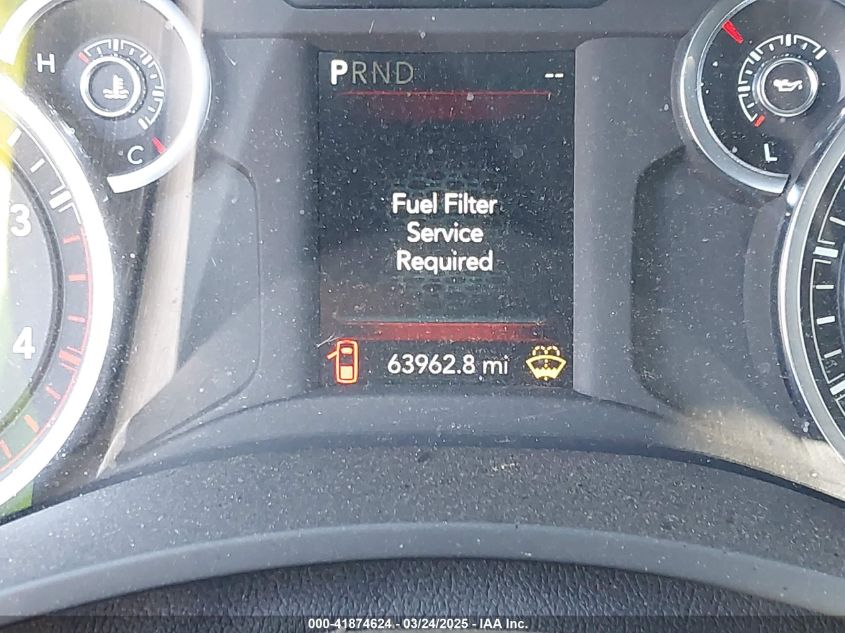 PRND --
H
C
L
3
4
Fuel Filter
Service
Required
63962.8 mi
000-41874624 - 03/24/2025 - IAA Inc.